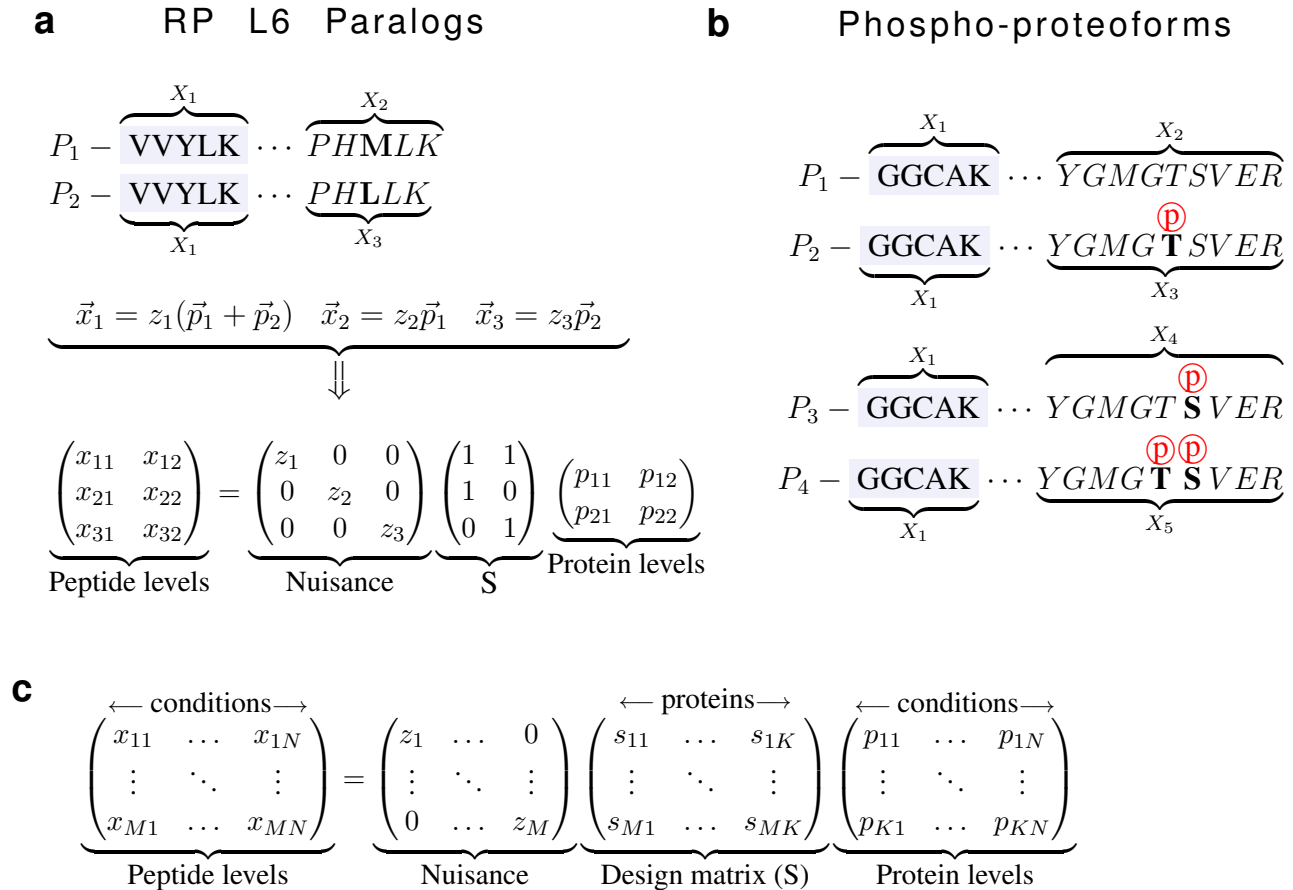 a RP L6 Paralogs
X₁ X₂
P₁ − VVYLK ⋯ PHMLK
P₂ − VVYLK ⋯ PHLLK
X₁ X₃
x⃗₁ = z₁(p⃗₁ + p⃗₂) x⃗₂ = z₂p⃗₁ x⃗₃ = z₃p⃗₂
⇓
(x₁₁ x₁₂; x₂₁ x₂₂; x₃₁ x₃₂) = (z₁ 0 0; 0 z₂ 0; 0 0 z₃) (1 1; 1 0; 0 1) (p₁₁ p₁₂; p₂₁ p₂₂)
Peptide levels Nuisance S Protein levels
b Phospho-proteoforms
X₁ X₂
P₁ − GGCAK ⋯ YGMGTSVER
p
P₂ − GGCAK ⋯ YGMGTSVER
X₁ X₃
X₁ X₄
p
P₃ − GGCAK ⋯ YGMGTSVER
p p
P₄ − GGCAK ⋯ YGMGTSVER
X₁ X₅
c ←− conditions −→ ←− proteins −→ ←− conditions −→
(x₁₁ … x₁N; ⋮ ⋱ ⋮; xM₁ … xMN) = (z₁ … 0; ⋮ ⋱ ⋮; 0 … zM) (s₁₁ … s₁K; ⋮ ⋱ ⋮; sM₁ … sMK) (p₁₁ … p₁N; ⋮ ⋱ ⋮; pK₁ … pKN)
Peptide levels Nuisance Design matrix (S) Protein levels